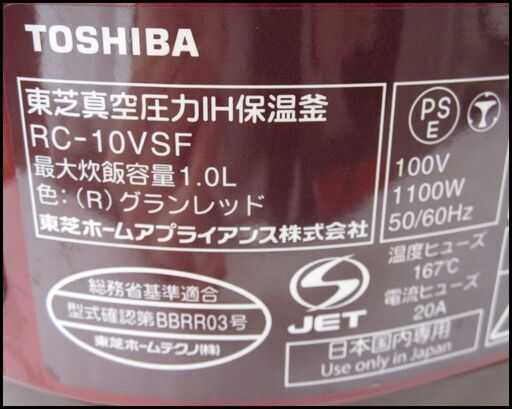 TOSHIBA
東芝真空圧力IH保温釜
RC-10VSF
最大炊飯容量1.0L
色:(R)グランレッド
東芝ホームアプライアンス株式会社
PS
E
100V
1100W
50/60Hz
総務省基準適合
型式確認第BBRR03号
東芝ホームテクノ(株)
S
JET
温度ヒューズ
167℃
電流ヒューズ
20A
日本国内専用
Use only in Japan